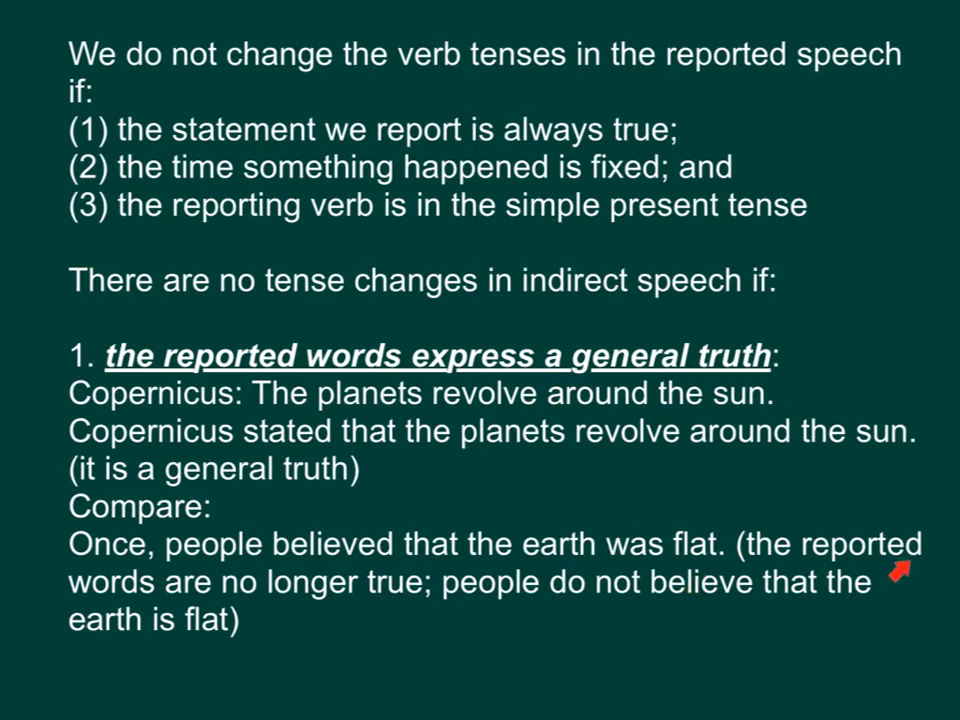 We do not change the verb tenses in the reported speech
if:
(1) the statement we report is always true;
(2) the time something happened is fixed; and
(3) the reporting verb is in the simple present tense
There are no tense changes in indirect speech if:
1. the reported words express a general truth:
Copernicus: The planets revolve around the sun.
Copernicus stated that the planets revolve around the sun.
(it is a general truth)
Compare:
Once, people believed that the earth was flat. (the reported
words are no longer true; people do not believe that the
earth is flat)